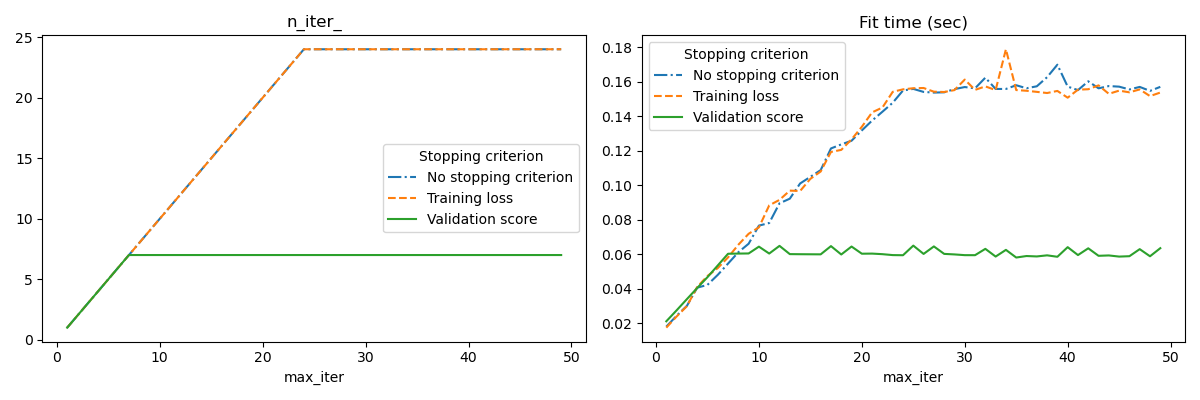 n_iter_
25
20
15
10
5
0
Stopping criterion
No stopping criterion
Training loss
Validation score
0 10 20 30 40 50
max_iter
Fit time (sec)
0.18
0.16
0.14
0.12
0.10
0.08
0.06
0.04
0.02
Stopping criterion
No stopping criterion
Training loss
Validation score
0 10 20 30 40 50
max_iter